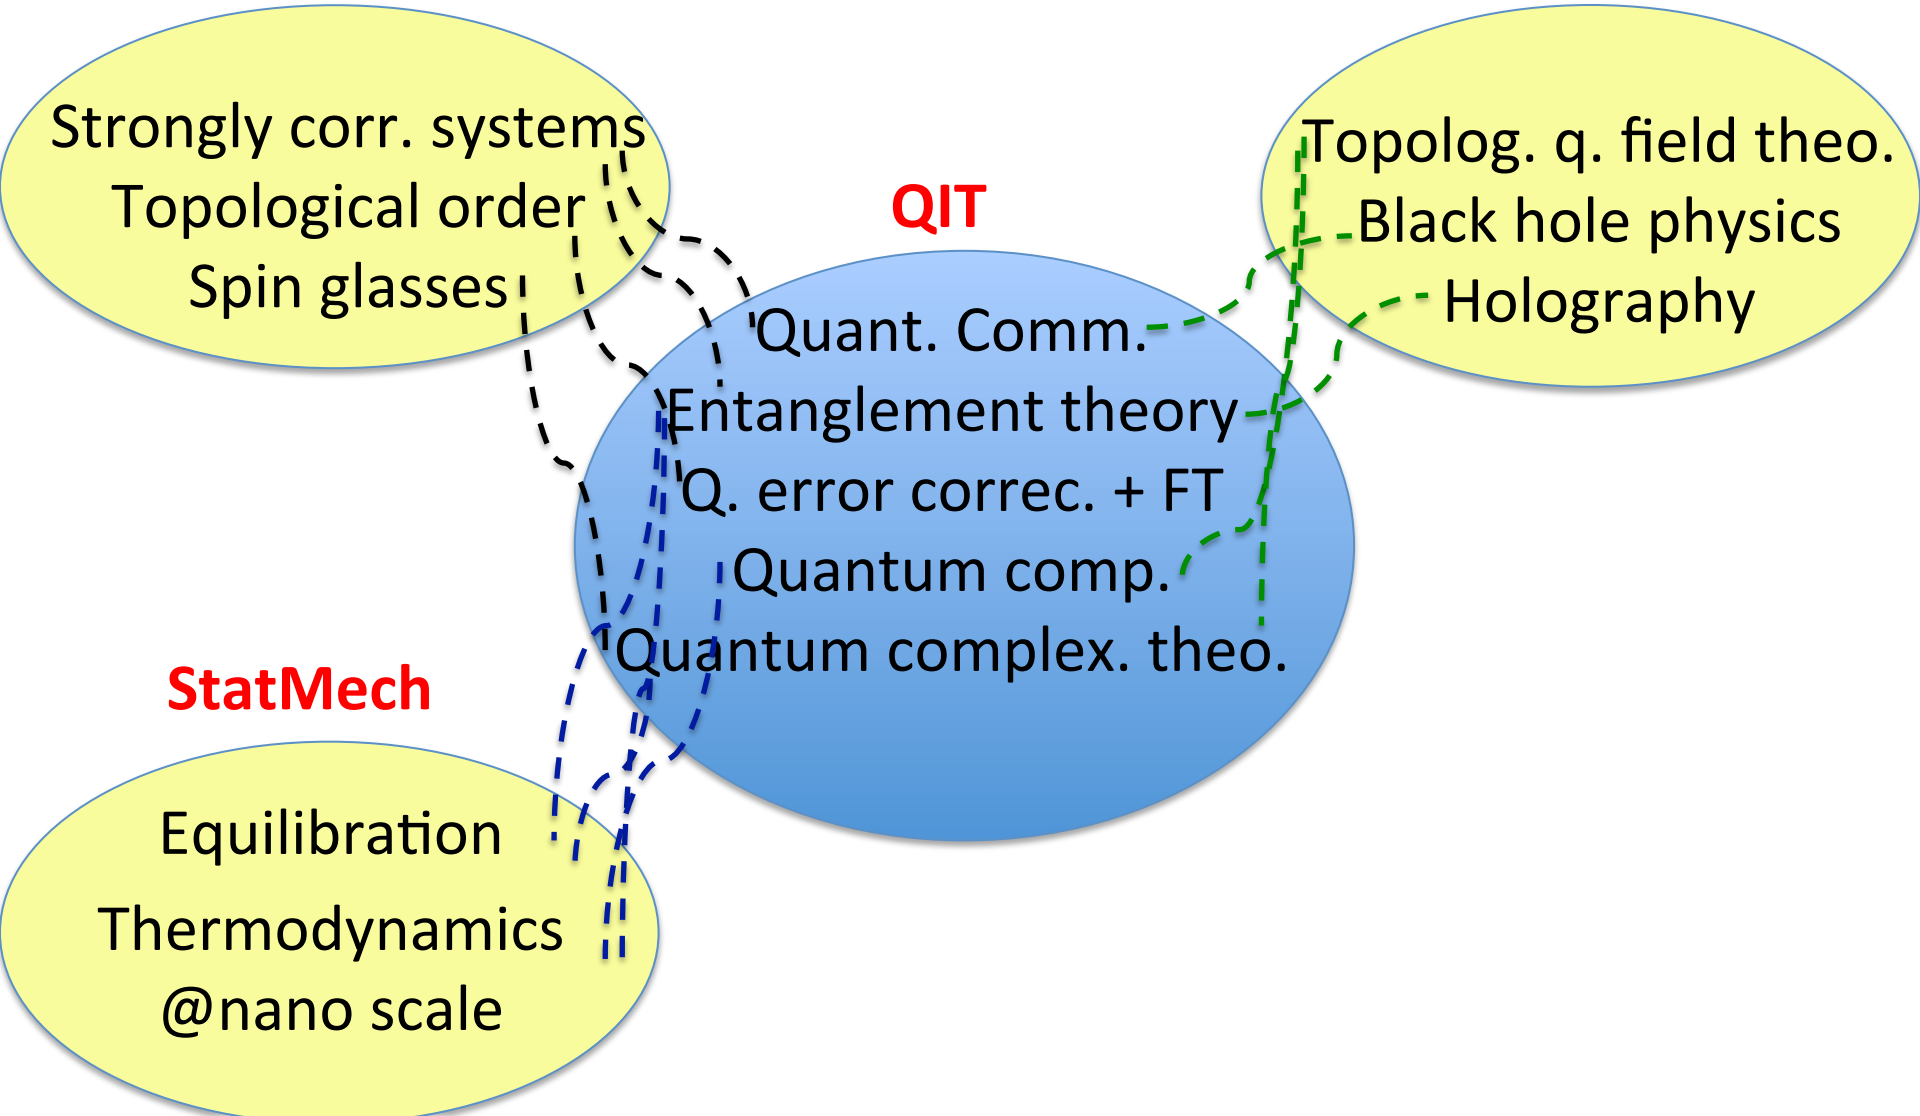 Strongly corr. systems
Topological order
Spin glasses
QIT
Topolog. q. field theo.
Black hole physics
Holography
Quant. Comm.
Entanglement theory
Q. error correc. + FT
Quantum comp.
Quantum complex. theo.
StatMech
Equilibration
Thermodynamics
@nano scale